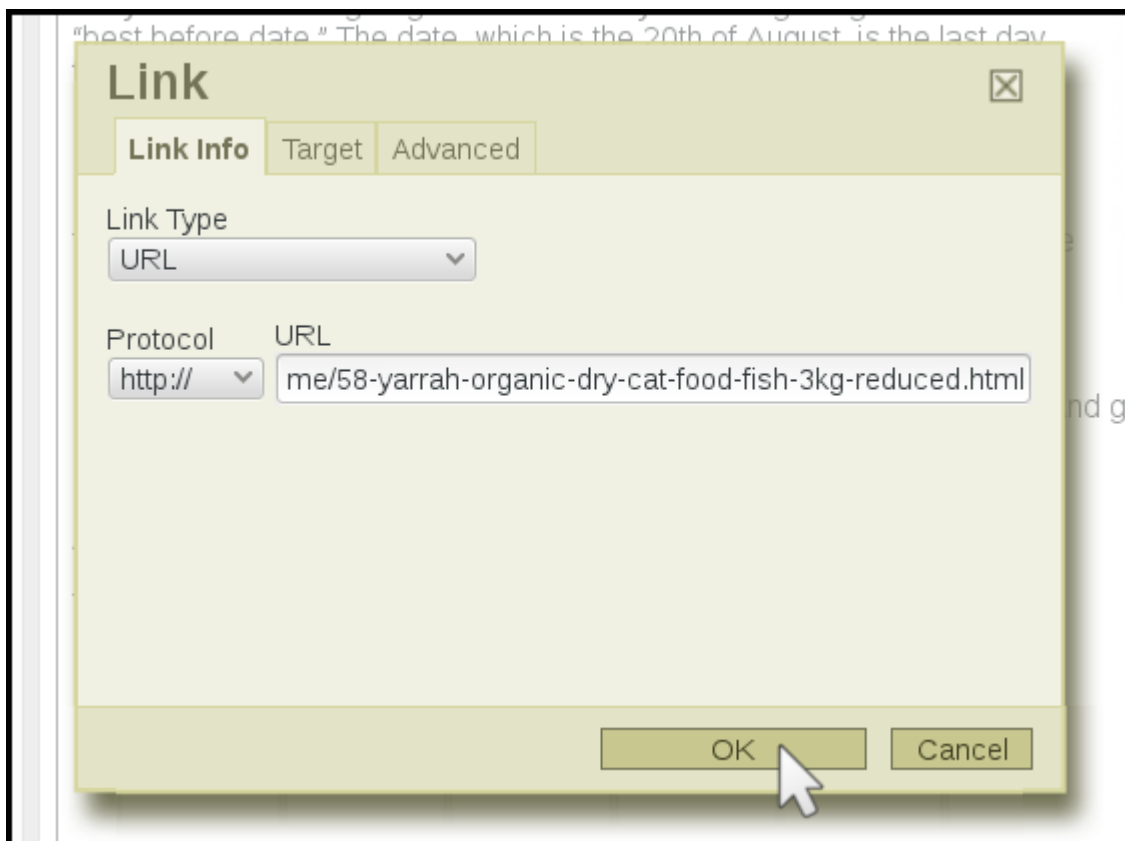 "best before date." The date, which is the 20th of August, is the last day
Link
Link Info Target Advanced
Link Type
URL
Protocol URL
http:// me/58-yarrah-organic-dry-cat-food-fish-3kg-reduced.html
nd g
OK Cancel